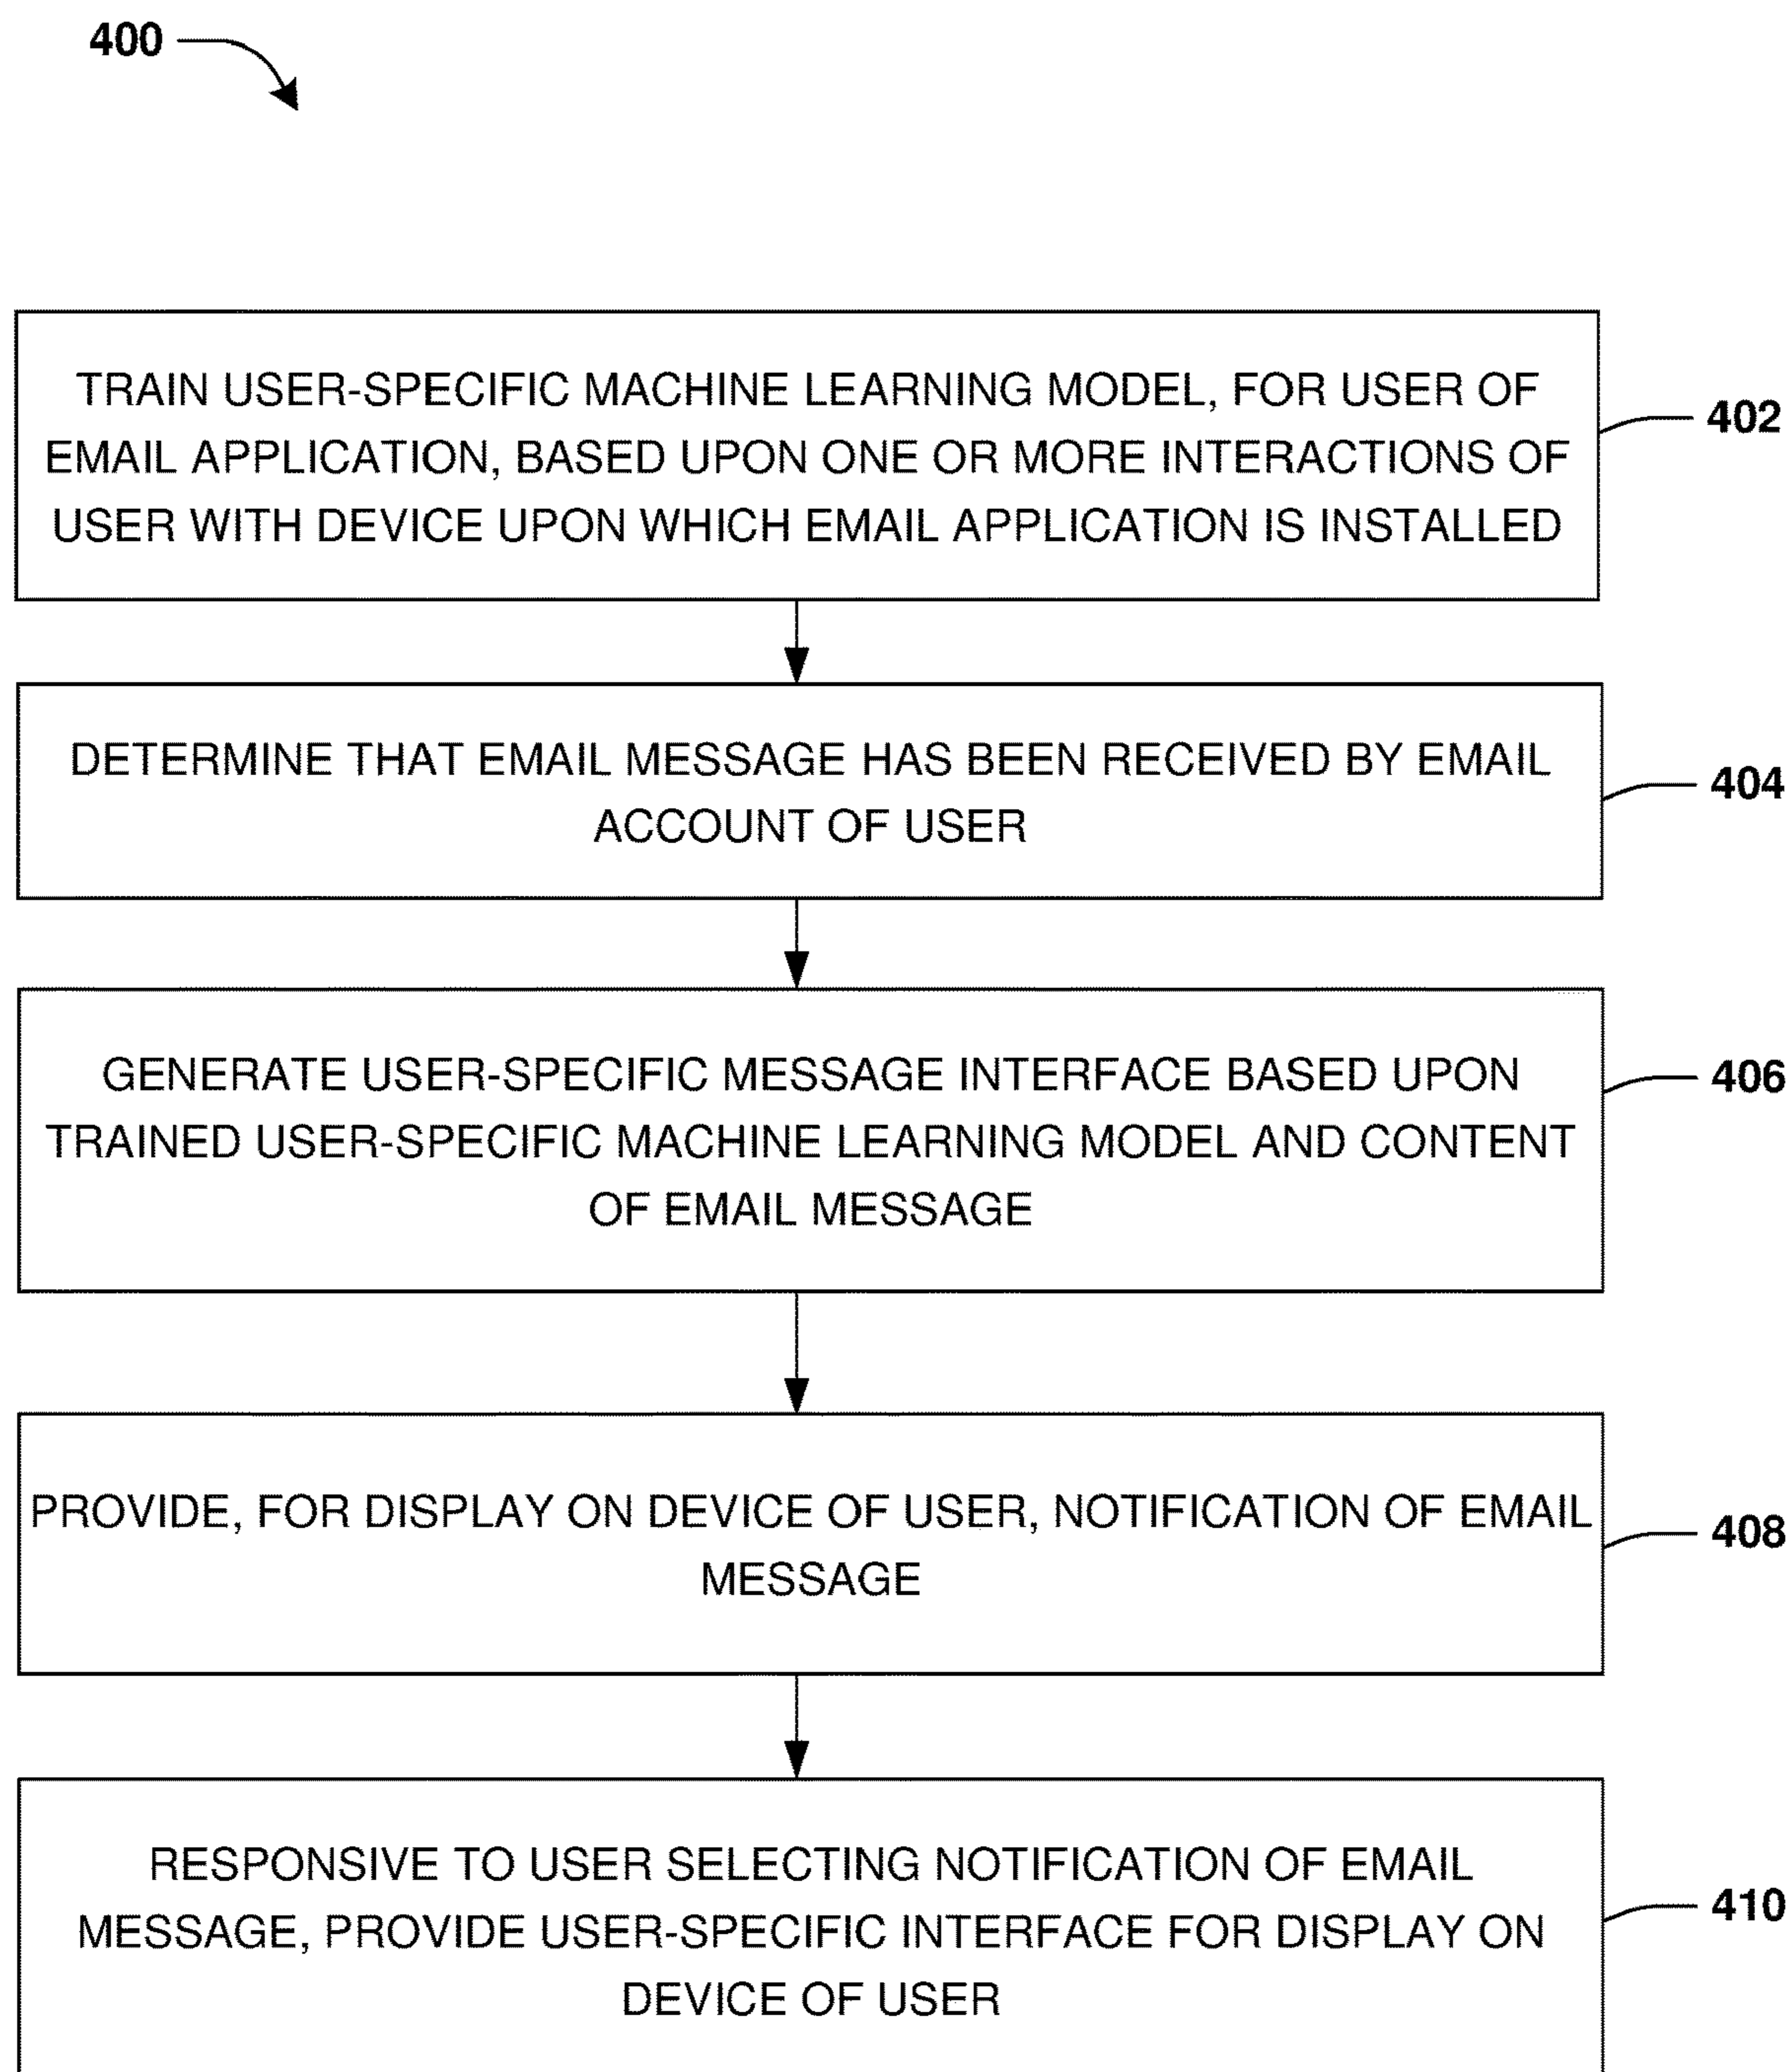 400
TRAIN USER-SPECIFIC MACHINE LEARNING MODEL, FOR USER OF
EMAIL APPLICATION, BASED UPON ONE OR MORE INTERACTIONS OF
USER WITH DEVICE UPON WHICH EMAIL APPLICATION IS INSTALLED
402
DETERMINE THAT EMAIL MESSAGE HAS BEEN RECEIVED BY EMAIL
ACCOUNT OF USER
404
GENERATE USER-SPECIFIC MESSAGE INTERFACE BASED UPON
TRAINED USER-SPECIFIC MACHINE LEARNING MODEL AND CONTENT
OF EMAIL MESSAGE
406
PROVIDE, FOR DISPLAY ON DEVICE OF USER, NOTIFICATION OF EMAIL
MESSAGE
408
RESPONSIVE TO USER SELECTING NOTIFICATION OF EMAIL
MESSAGE, PROVIDE USER-SPECIFIC INTERFACE FOR DISPLAY ON
DEVICE OF USER
410